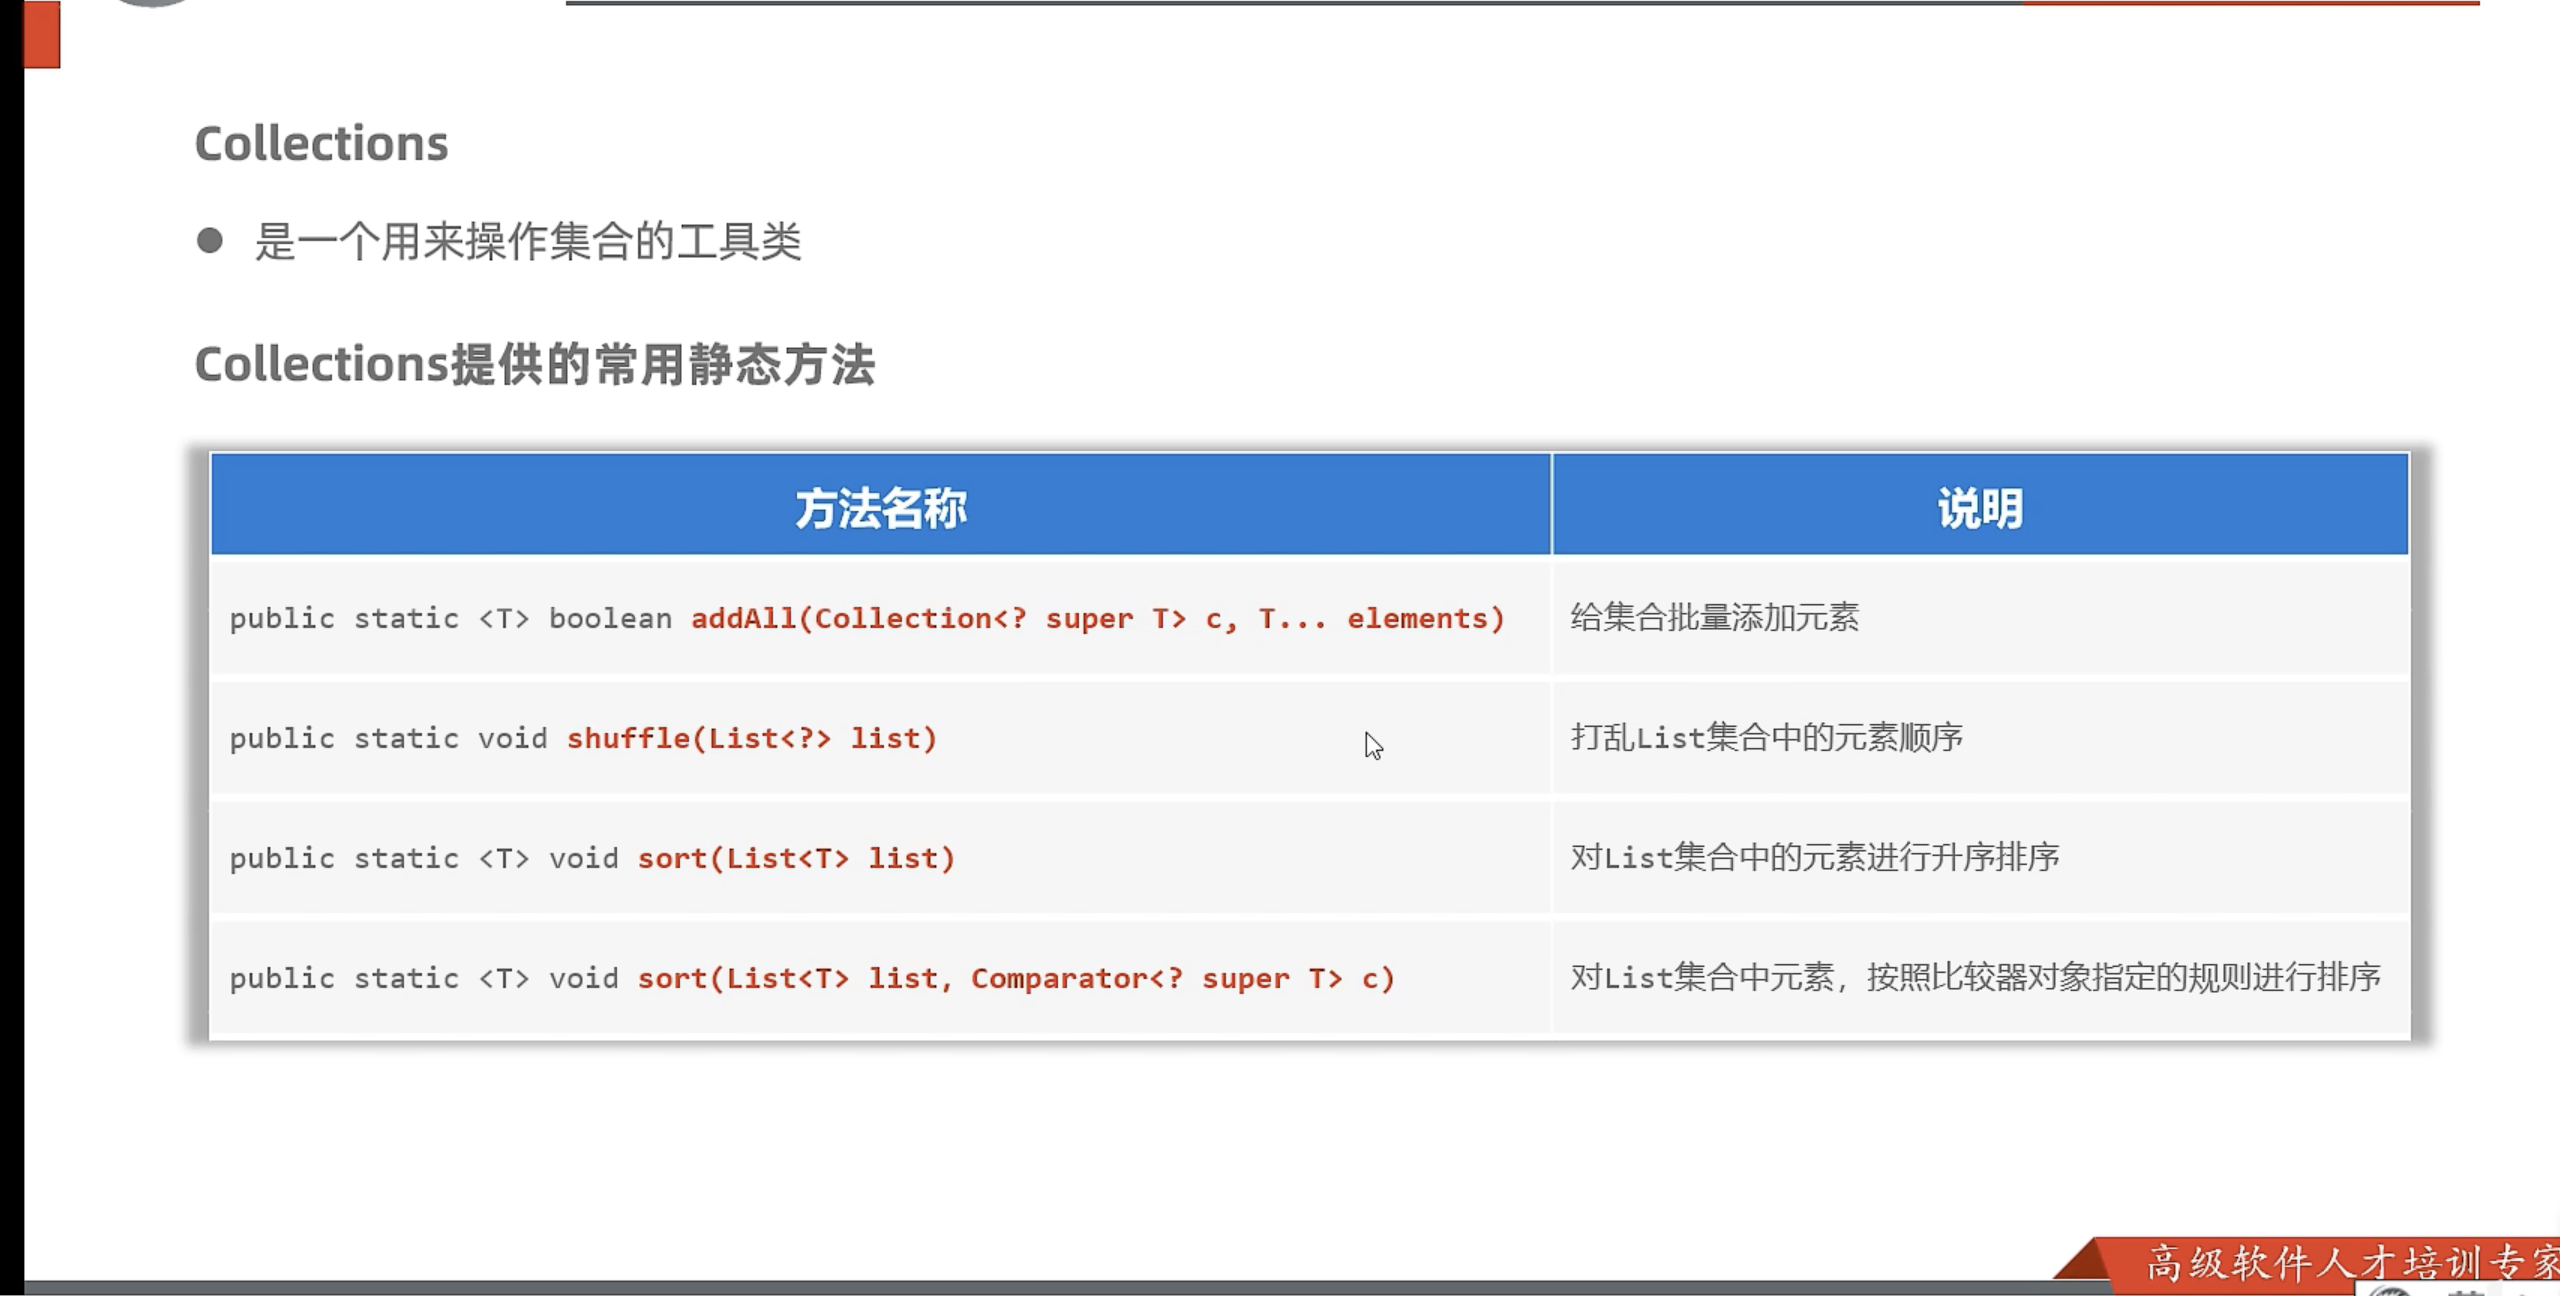 Collections
● 是一个用来操作集合的工具类
Collections提供的常用静态方法
方法名称 说明
public static <T> boolean addAll(Collection<? super T> c, T... elements) 给集合批量添加元素
public static void shuffle(List<?> list) 打乱List集合中的元素顺序
public static <T> void sort(List<T> list) 对List集合中的元素进行升序排序
public static <T> void sort(List<T> list, Comparator<? super T> c) 对List集合中元素，按照比较器对象指定的规则进行排序
高级软件人才培训专家